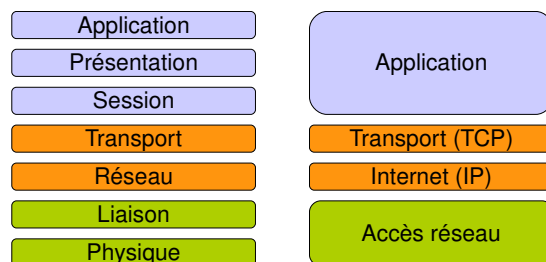 Application
Présentation
Session
Transport
Réseau
Liaison
Physique
Application
Transport (TCP)
Internet (IP)
Accès réseau